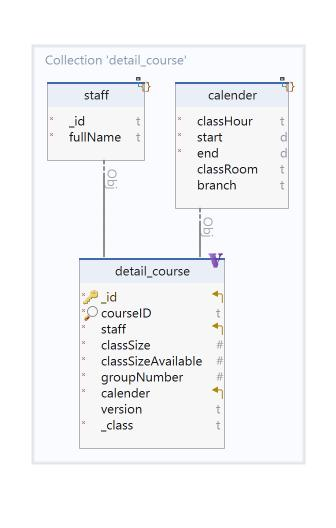 Collection 'detail_course'
staff
_id t
fullName t
calender
classHour t
start d
end d
classRoom t
branch t
Obj
Obj
detail_course
_id
courseID t
staff
classSize #
classSizeAvailable #
groupNumber #
calender
version t
_class t